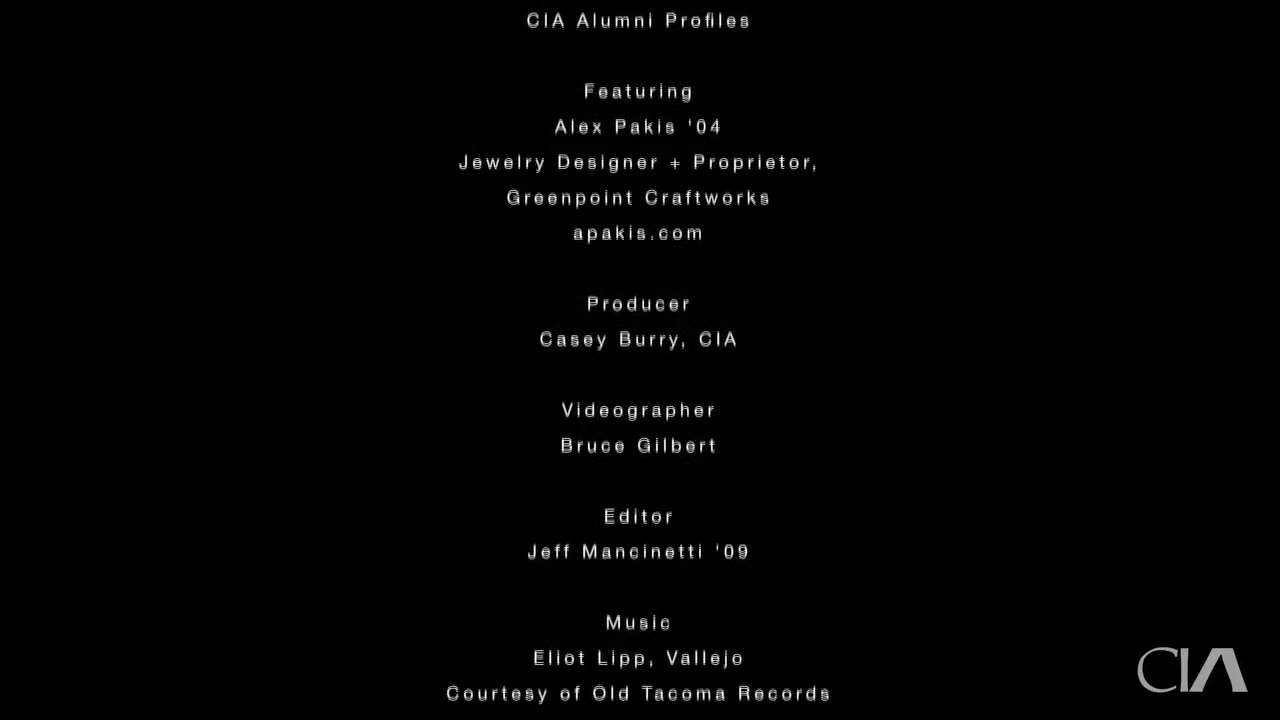 CIA Alumni Profiles
Featuring
Alex Pakis '04
Jewelry Designer + Proprietor,
Greenpoint Craftworks
apakis.com
Producer
Casey Burry, CIA
Videographer
Bruce Gilbert
Editor
Jeff Mancinetti '09
Music
Eliot Lipp, Vallejo
Courtesy of Old Tacoma Records
CIA